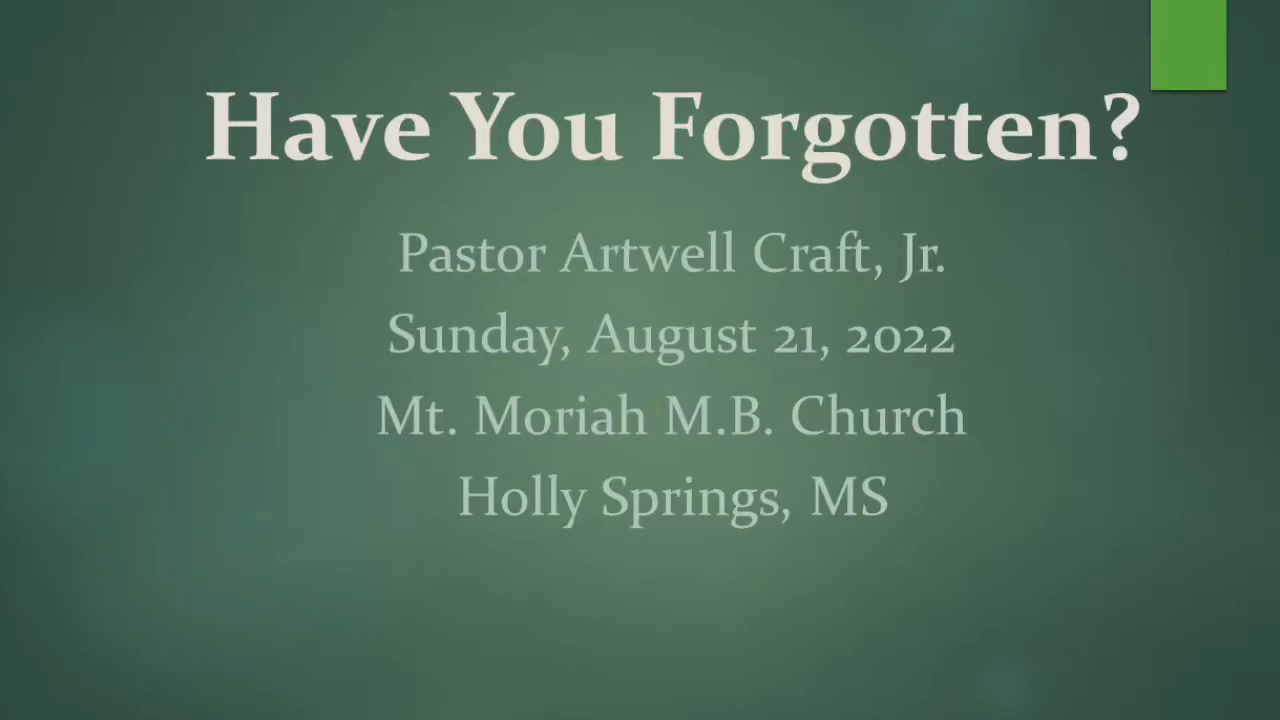 Have You Forgotten?
Pastor Artwell Craft, Jr.
Sunday, August 21, 2022
Mt. Moriah M.B. Church
Holly Springs, MS